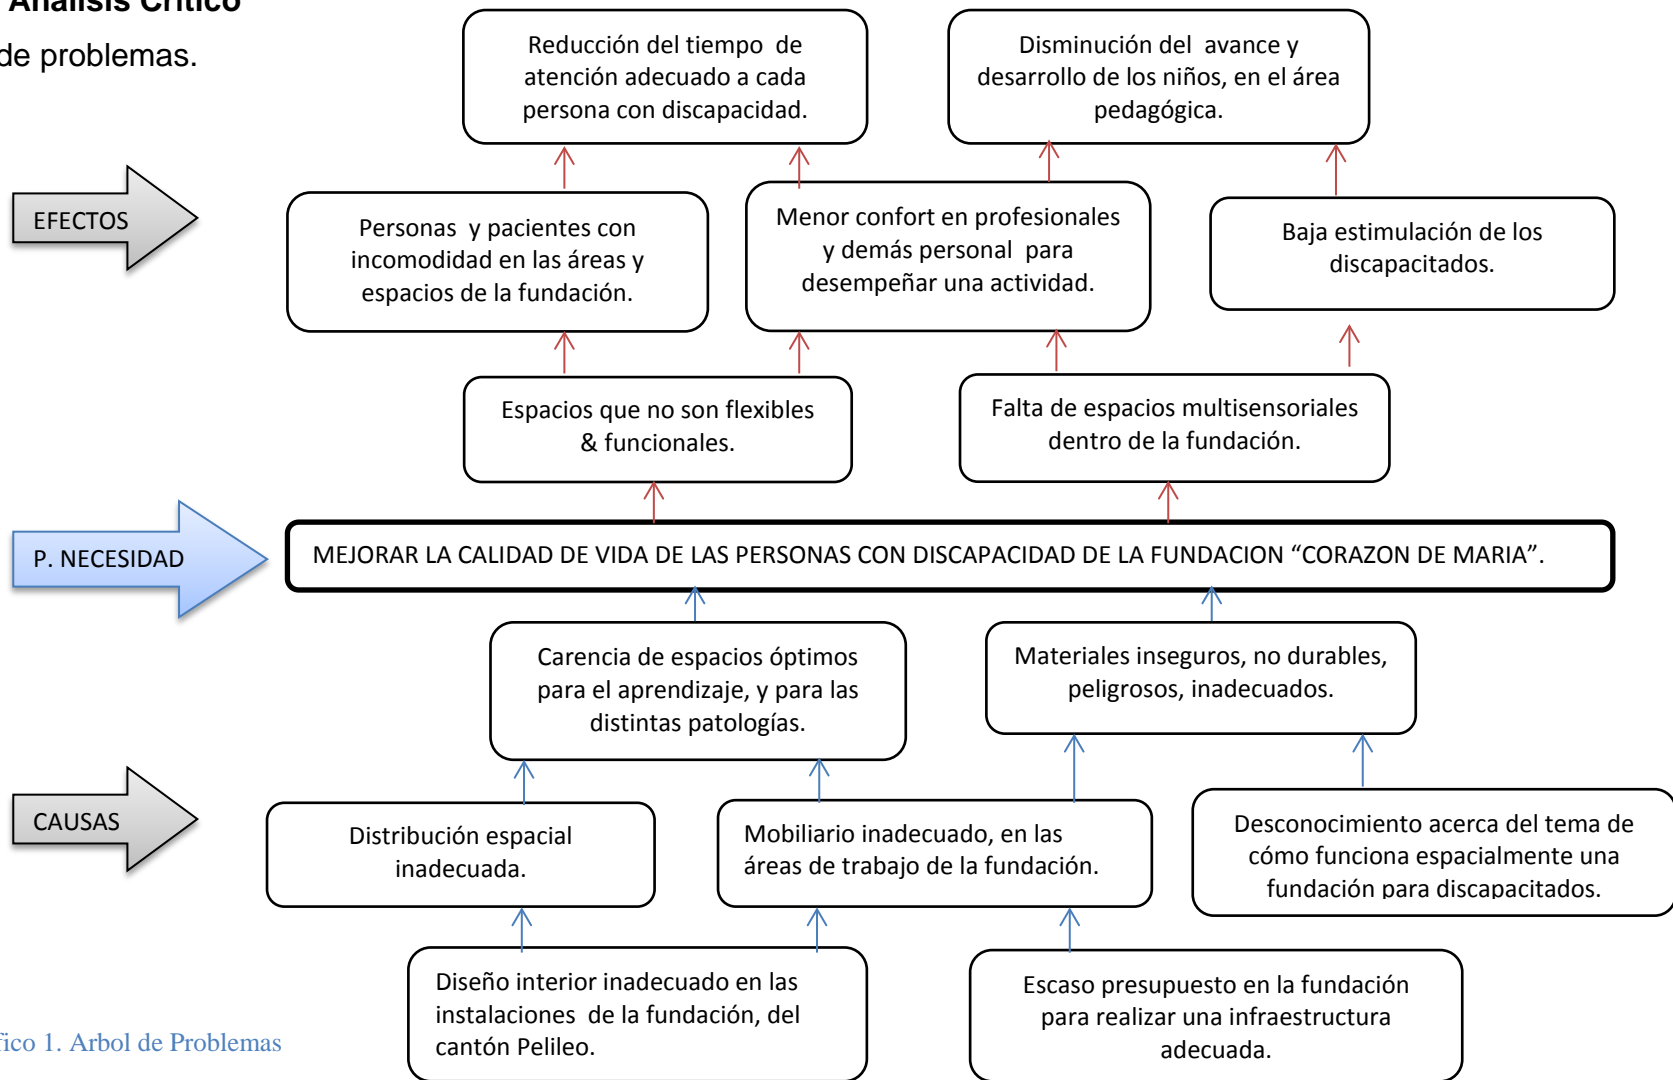 Análisis Crítico
de problemas.
Reducción del tiempo de
atención adecuado a cada
persona con discapacidad.
Disminución del avance y
desarrollo de los niños, en el área
pedagógica.
EFECTOS
Personas y pacientes con
incomodidad en las áreas y
espacios de la fundación.
Menor confort en profesionales
y demás personal para
desempeñar una actividad.
Baja estimulación de los
discapacitados.
Espacios que no son flexibles
& funcionales.
Falta de espacios multisensoriales
dentro de la fundación.
P. NECESIDAD
MEJORAR LA CALIDAD DE VIDA DE LAS PERSONAS CON DISCAPACIDAD DE LA FUNDACION “CORAZON DE MARIA”.
Carencia de espacios óptimos
para el aprendizaje, y para las
distintas patologías.
Materiales inseguros, no durables,
peligrosos, inadecuados.
CAUSAS
Distribución espacial
inadecuada.
Mobiliario inadecuado, en las
áreas de trabajo de la fundación.
Desconocimiento acerca del tema de
cómo funciona espacialmente una
fundación para discapacitados.
Diseño interior inadecuado en las
instalaciones de la fundación, del
cantón Pelileo.
Escaso presupuesto en la fundación
para realizar una infraestructura
adecuada.
fico 1. Arbol de Problemas